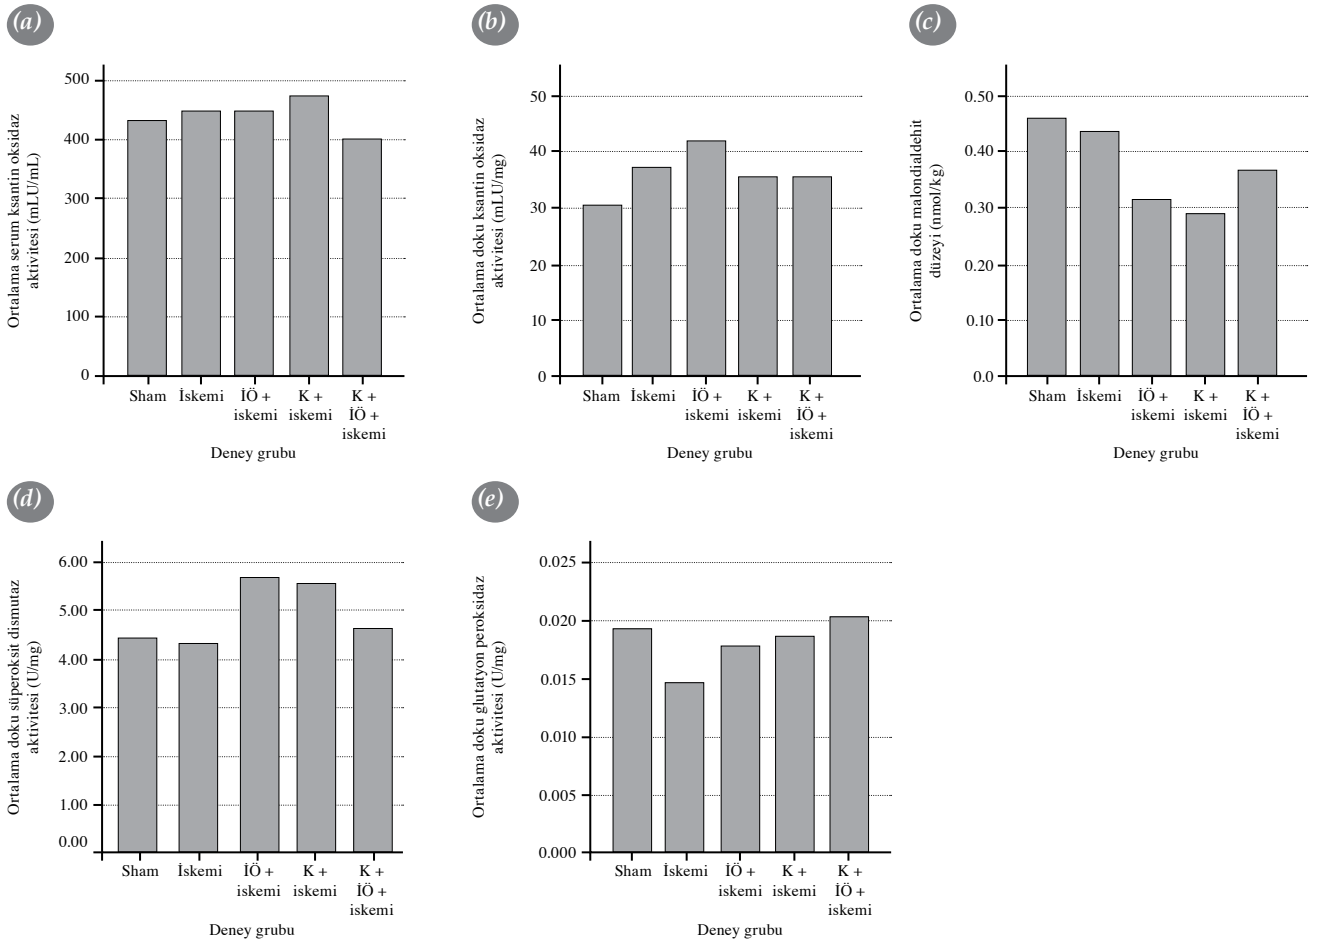 (a)
Ortalama serum ksantin oksidaz
aktivitesi (mLU/mL)
500
400
300
200
100
0
Sham
İskemi
İÖ +
iskemi
K +
iskemi
K +
İÖ +
iskemi
Deney grubu
(b)
Ortalama doku ksantin oksidaz
aktivitesi (mLU/mg)
50
40
30
20
10
0
Sham
İskemi
İÖ +
iskemi
K +
iskemi
K +
İÖ +
iskemi
Deney grubu
(c)
Ortalama doku malondialdehit
düzeyi (nmol/kg)
0.50
0.40
0.30
0.20
0.10
0.0
Sham
İskemi
İÖ +
iskemi
K +
iskemi
K +
İÖ +
iskemi
Deney grubu
(d)
Ortalama doku süperoksit dismutaz
aktivitesi (U/mg)
6.00
5.00
4.00
3.00
2.00
1.00
0.00
Sham
İskemi
İÖ +
iskemi
K +
iskemi
K +
İÖ +
iskemi
Deney grubu
(e)
Ortalama doku glutatyon peroksidaz
aktivitesi (U/mg)
0.025
0.020
0.015
0.010
0.005
0.000
Sham
İskemi
İÖ +
iskemi
K +
iskemi
K +
İÖ +
iskemi
Deney grubu